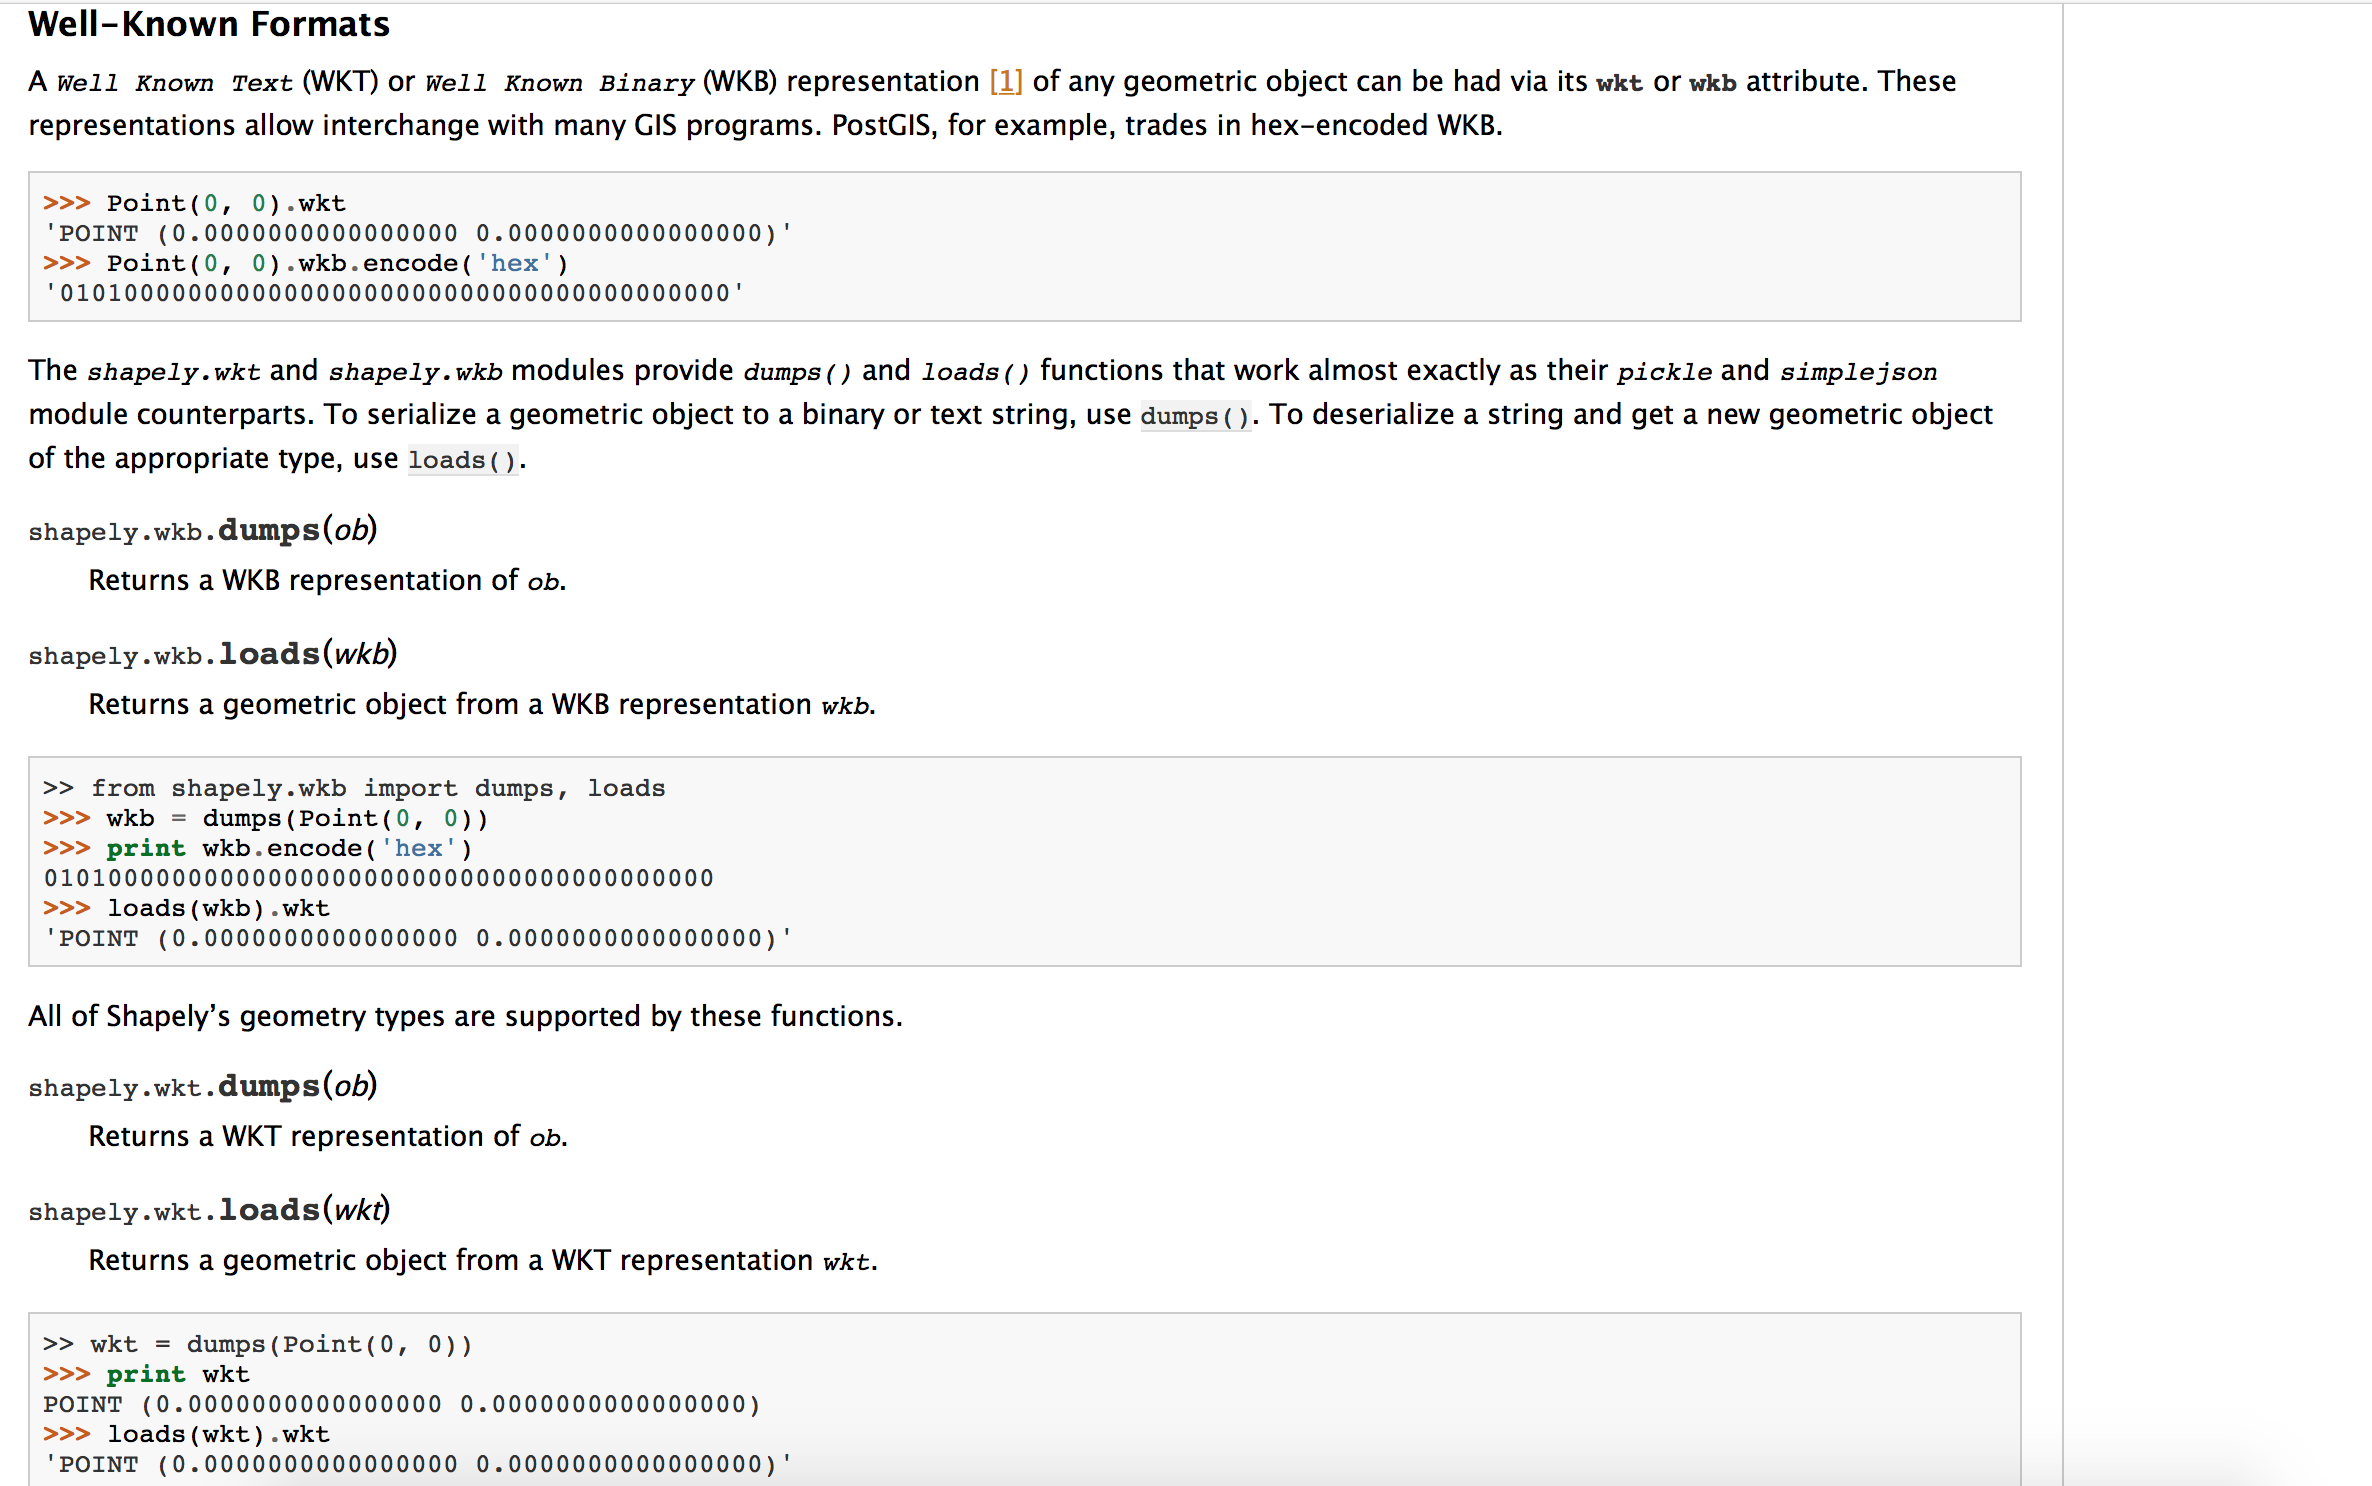 Well-Known Formats
A Well Known Text (WKT) or Well Known Binary (WKB) representation [1] of any geometric object can be had via its wkt or wkb attribute. These
representations allow interchange with many GIS programs. PostGIS, for example, trades in hex-encoded WKB.
>>> Point(0, 0).wkt
'POINT (0.0000000000000000 0.0000000000000000)'
>>> Point(0, 0).wkb.encode('hex')
'010100000000000000000000000000000000000000'
The shapely.wkt and shapely.wkb modules provide dumps() and loads() functions that work almost exactly as their pickle and simplejson
module counterparts. To serialize a geometric object to a binary or text string, use dumps(). To deserialize a string and get a new geometric object
of the appropriate type, use loads().
shapely.wkb.dumps(ob)
Returns a WKB representation of ob.
shapely.wkb.loads(wkb)
Returns a geometric object from a WKB representation wkb.
>> from shapely.wkb import dumps, loads
>>> wkb = dumps(Point(0, 0))
>>> print wkb.encode('hex')
010100000000000000000000000000000000000000
>>> loads(wkb).wkt
'POINT (0.0000000000000000 0.0000000000000000)'
All of Shapely’s geometry types are supported by these functions.
shapely.wkt.dumps(ob)
Returns a WKT representation of ob.
shapely.wkt.loads(wkt)
Returns a geometric object from a WKT representation wkt.
>> wkt = dumps(Point(0, 0))
>>> print wkt
POINT (0.0000000000000000 0.0000000000000000)
>>> loads(wkt).wkt
'POINT (0.0000000000000000 0.0000000000000000)'